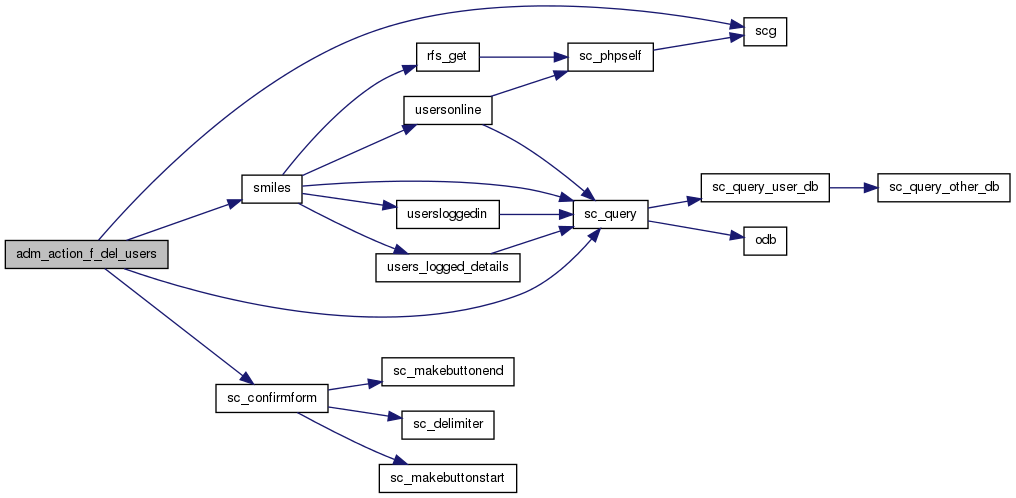 scg
rfs_get
sc_phpself
usersonline
smiles
sc_query_user_db
sc_query_other_db
usersloggedin
sc_query
odb
adm_action_f_del_users
users_logged_details
sc_makebuttonend
sc_confirmform
sc_delimiter
sc_makebuttonstart